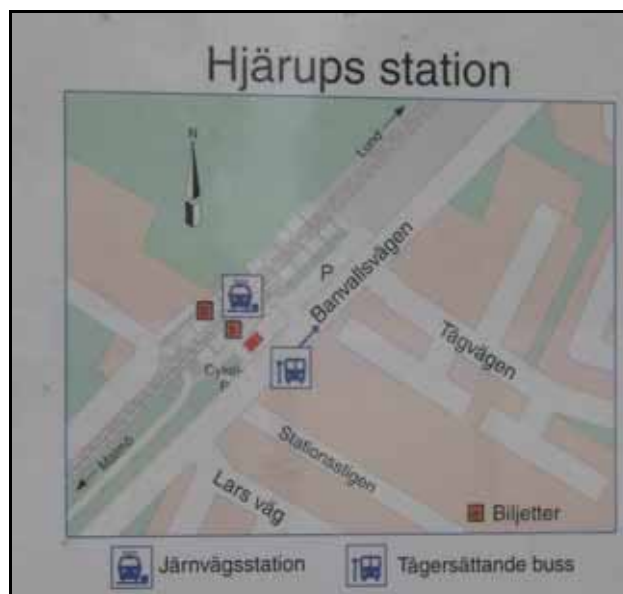 Hjärups station
N
Lund
P
Banvallsvägen
Tågvägen
Cykel-
P
Malmö
Stationsstigen
Lars väg
Biljetter
Järnvägsstation
Tågersättande buss